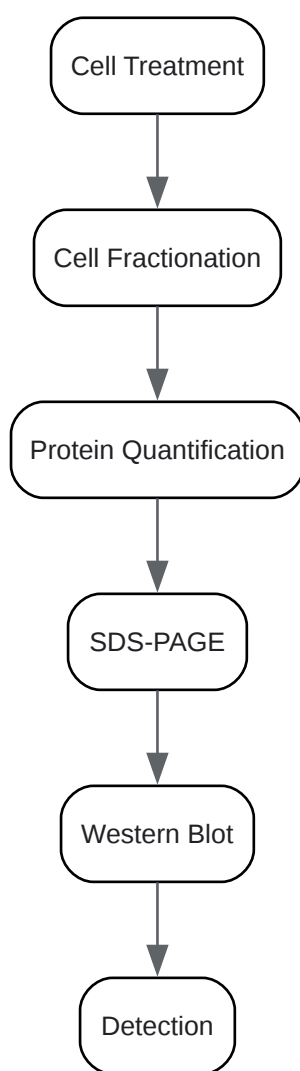 Cell Treatment
Cell Fractionation
Protein Quantification
SDS-PAGE
Western Blot
Detection